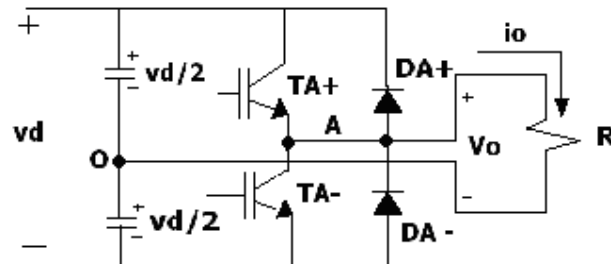 +
io
+
-
vd/2
TA+
DA+
+
A
vd
Vo
R
O
+
-
vd/2
TA-
-
DA -
-